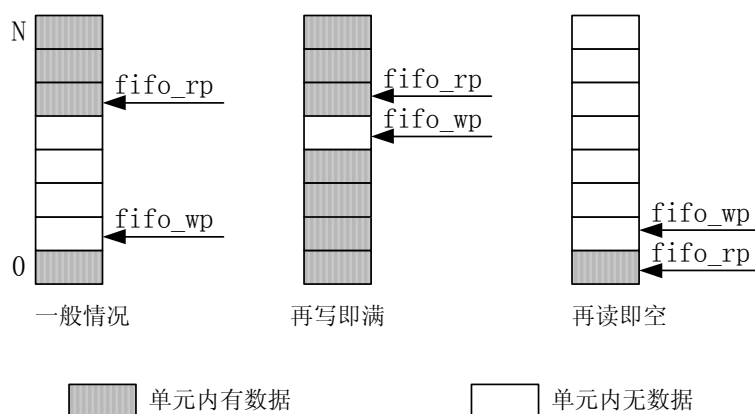 N
fifo_rp
fifo_wp
0
一般情况
fifo_rp
fifo_wp
再写即满
fifo_wp
fifo_rp
再读即空
单元内有数据
单元内无数据